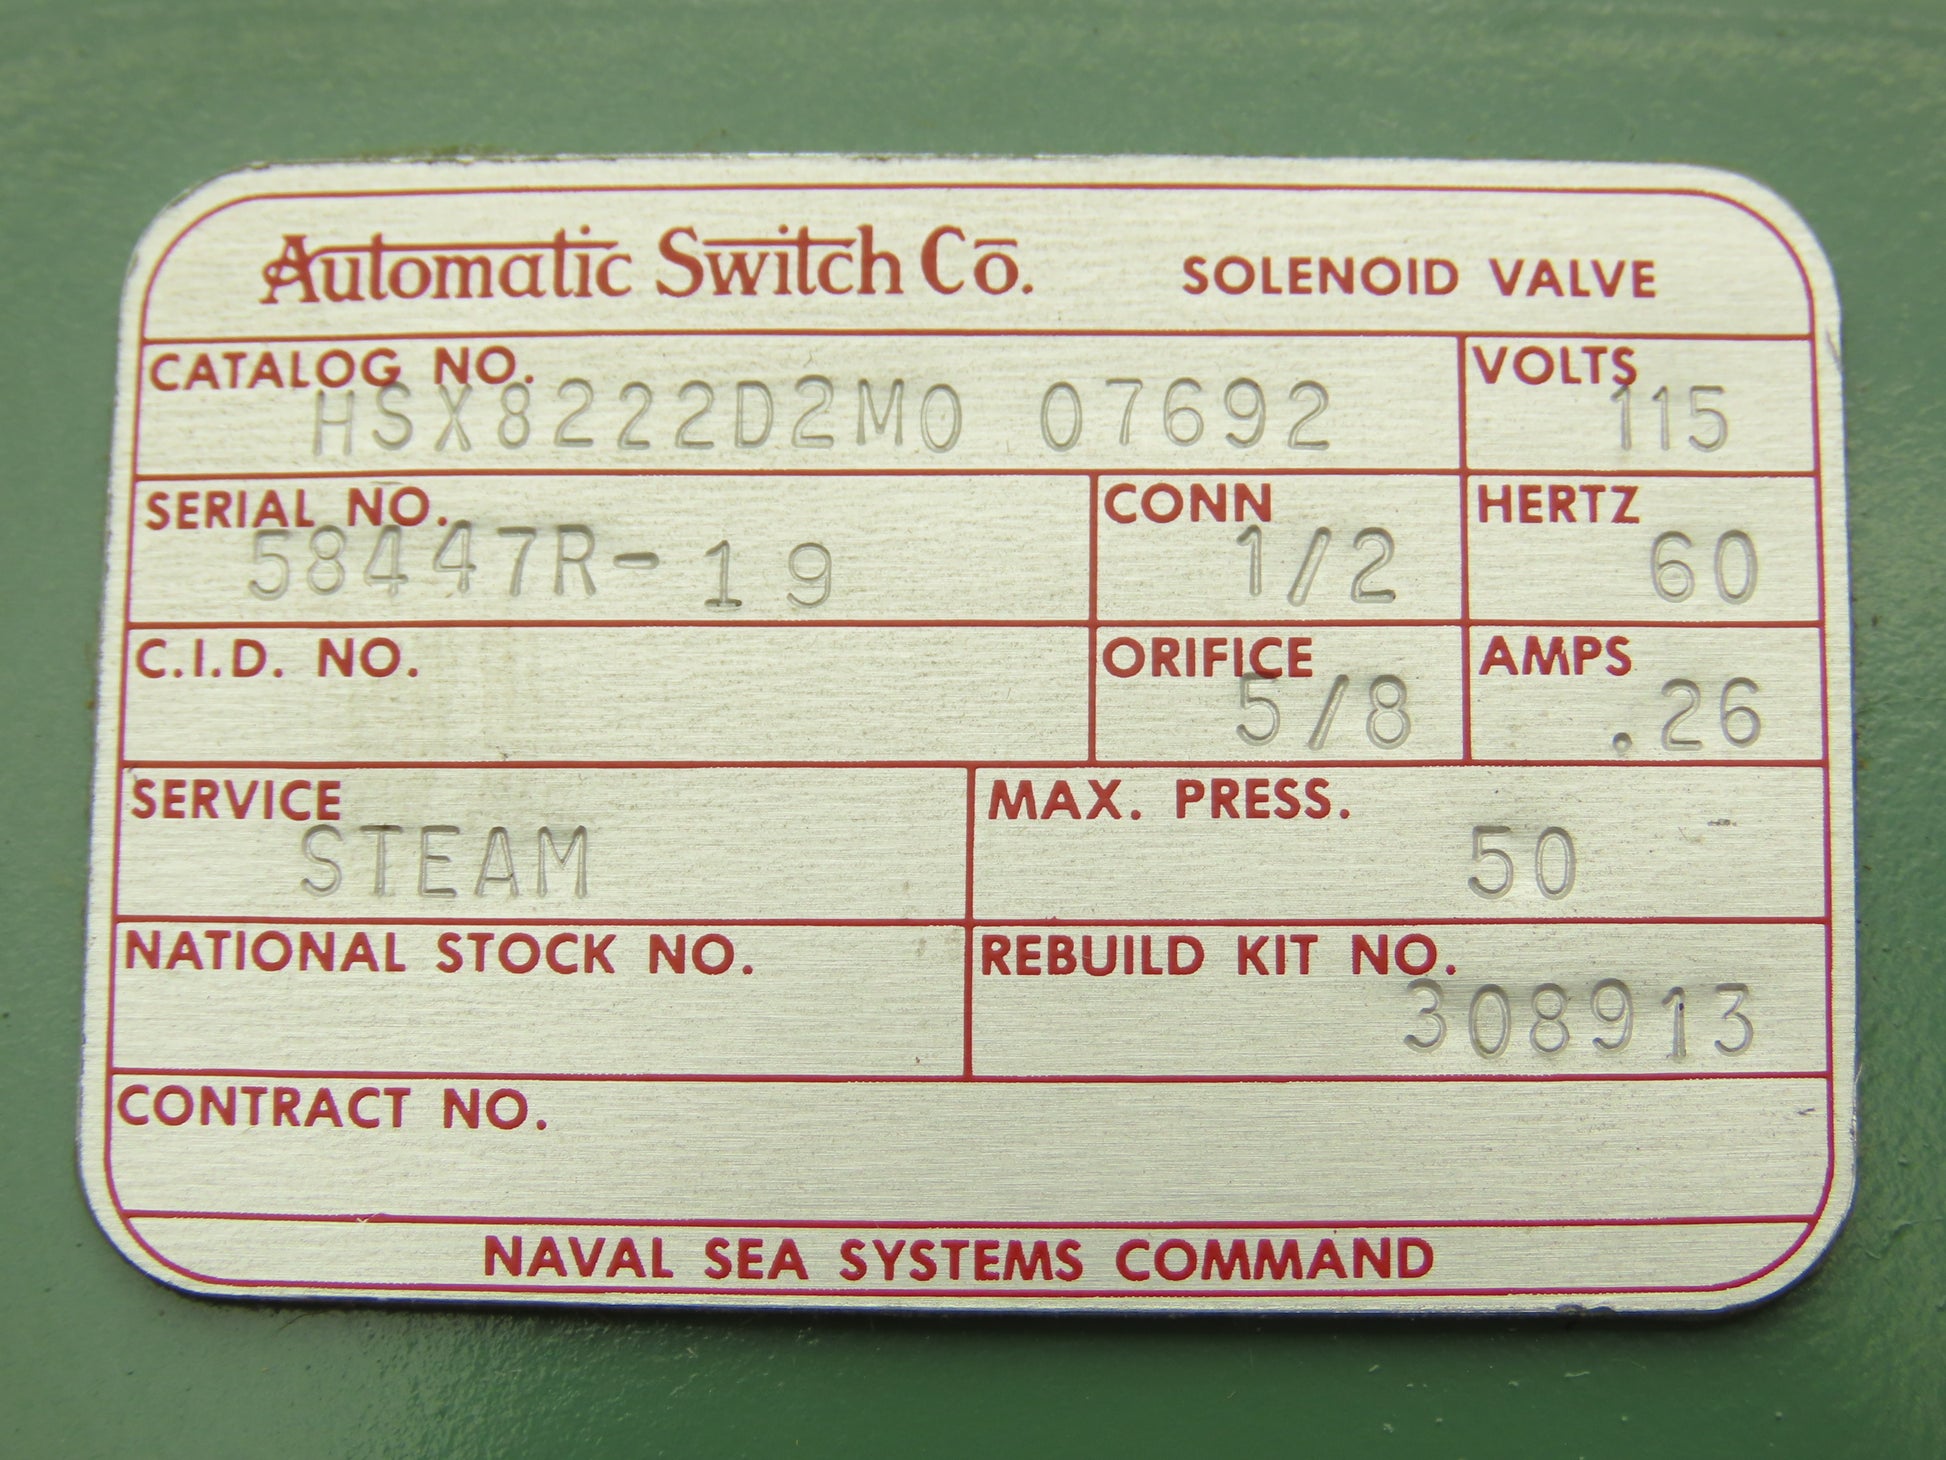 Automatic Switch Co. SOLENOID VALVE
CATALOG NO. VOLTS
HSX8222D2M0 07692 115
SERIAL NO. CONN HERTZ
58447R-19 1/2 60
C.I.D. NO. ORIFICE AMPS
5/8 .26
SERVICE MAX. PRESS.
STEAM 50
NATIONAL STOCK NO. REBUILD KIT NO.
308913
CONTRACT NO.
NAVAL SEA SYSTEMS COMMAND